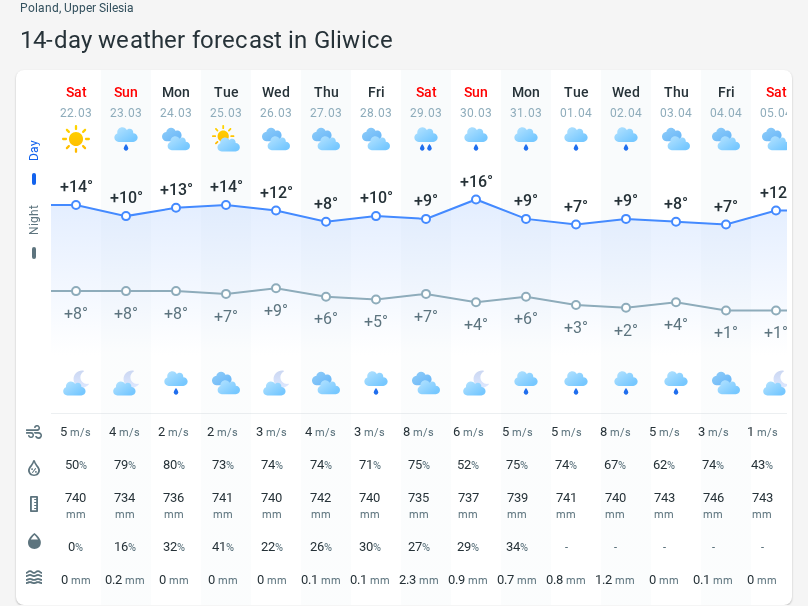 Poland, Upper Silesia
14-day weather forecast in Gliwice
Sat Sun Mon Tue Wed Thu Fri Sat Sun Mon Tue Wed Thu Fri Sat
22.03 23.03 24.03 25.03 26.03 27.03 28.03 29.03 30.03 31.03 01.04 02.04 03.04 04.04 05.04
Day
+14° +10° +13° +14° +12° +8° +10° +9° +16° +9° +7° +9° +8° +7° +12
Night
+8° +8° +8° +7° +9° +6° +5° +7° +4° +6° +3° +2° +4° +1° +1°
5 m/s 4 m/s 2 m/s 2 m/s 3 m/s 4 m/s 3 m/s 8 m/s 6 m/s 5 m/s 5 m/s 8 m/s 5 m/s 3 m/s 1 m/s
50% 79% 80% 73% 74% 74% 71% 75% 52% 75% 74% 67% 62% 74% 43%
740 734 736 741 740 742 740 735 737 739 741 740 743 746 743
mm mm mm mm mm mm mm mm mm mm mm mm mm mm mm
0% 16% 32% 41% 22% 26% 30% 27% 29% 34% - - - - -
0 mm 0.2 mm 0 mm 0 mm 0 mm 0.1 mm 0.1 mm 2.3 mm 0.9 mm 0.7 mm 0.8 mm 1.2 mm 0 mm 0.1 mm 0 mm